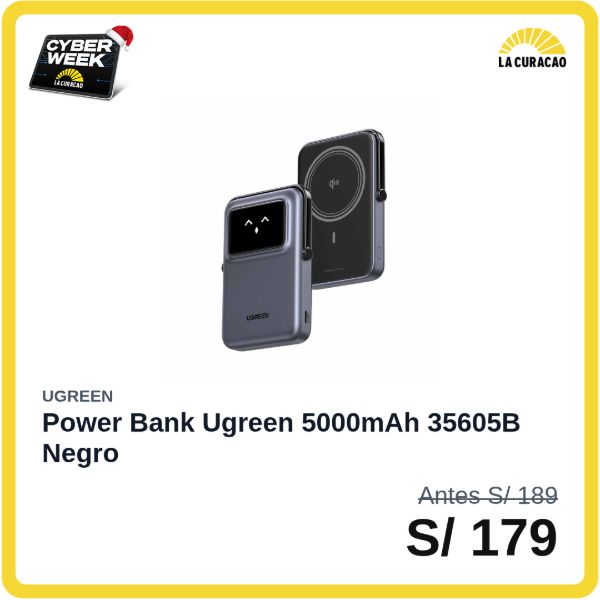 CYBER
WEEK
LA CURACAO
LA CURACAO
UGREEN
UGREEN
Power Bank Ugreen 5000mAh 35605B
Negro
Antes S/ 189
S/ 179